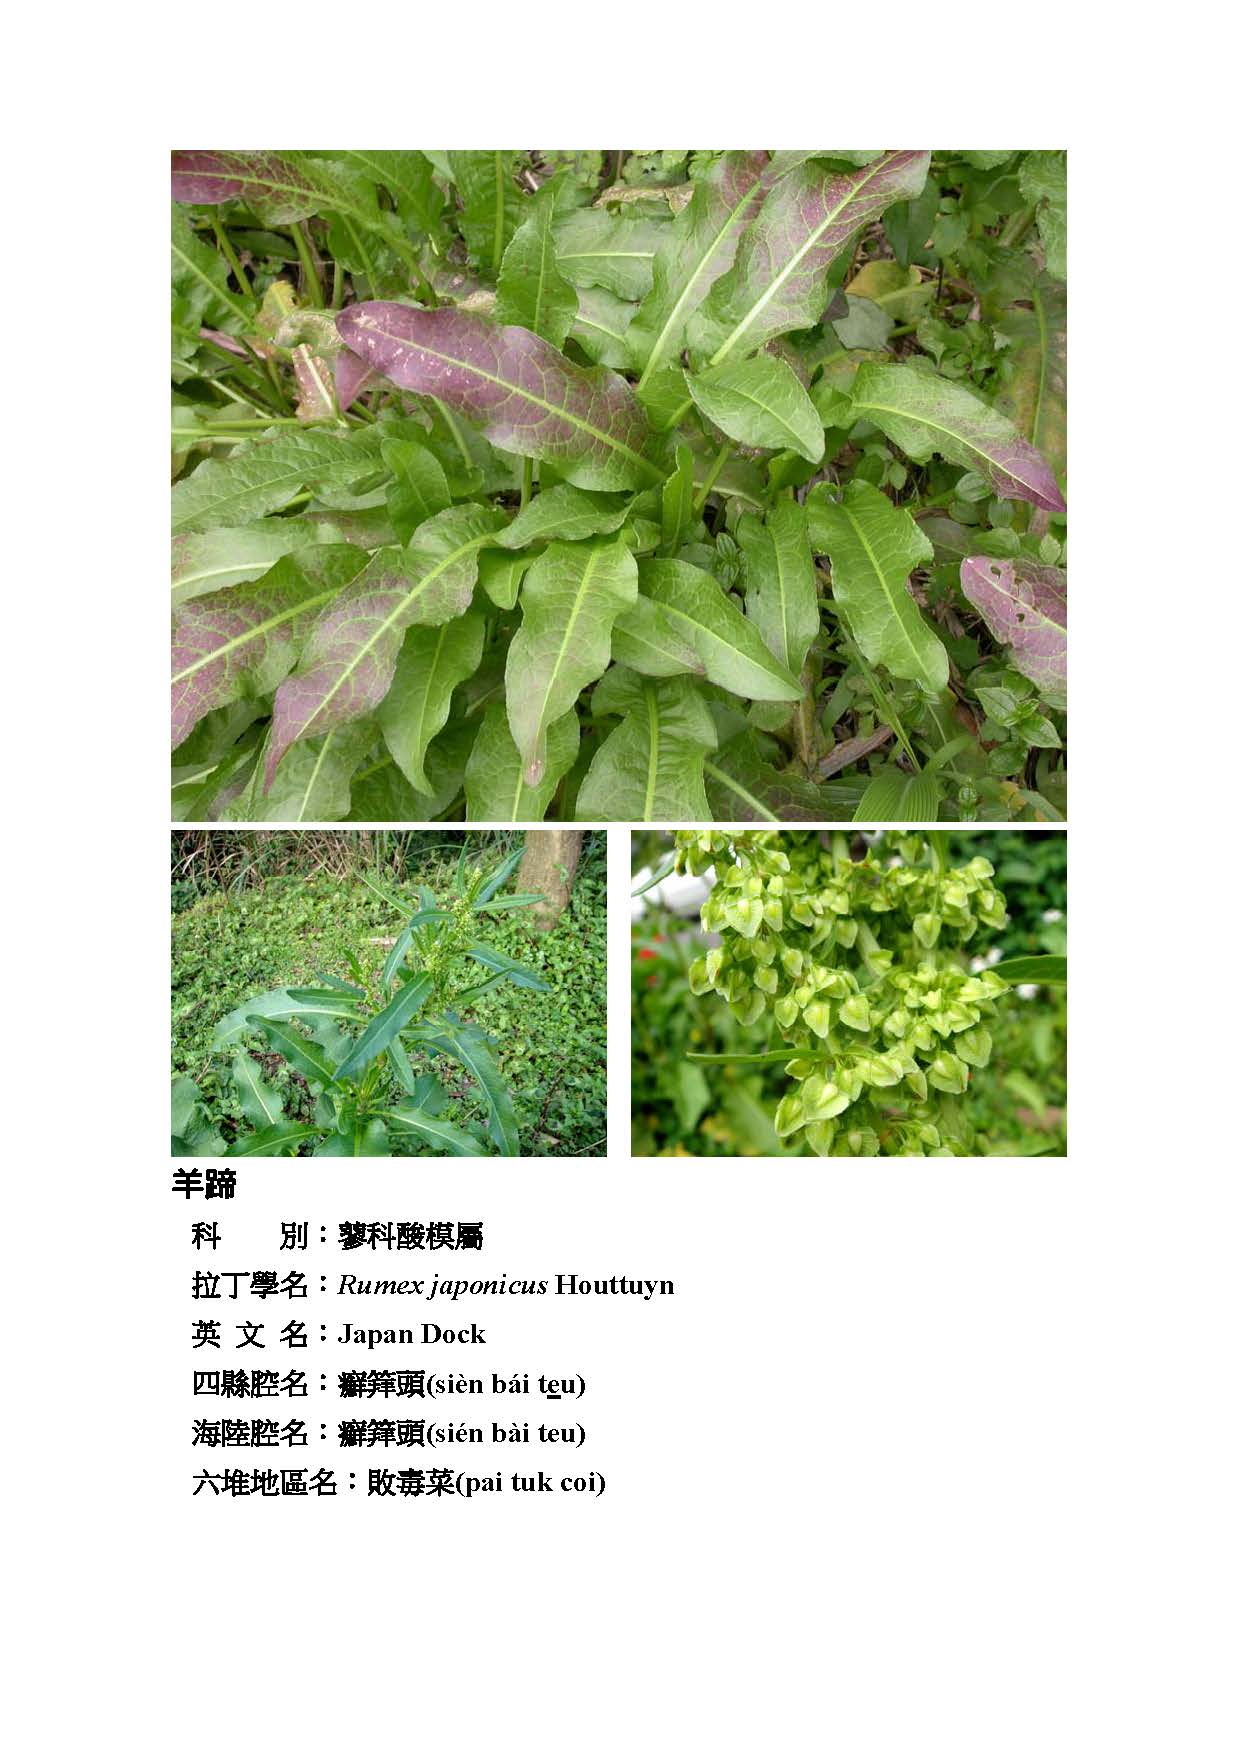 羊蹄
科　　別：蓼科酸模屬
拉丁學名：Rumex japonicus Houttuyn
英 文 名：Japan Dock
四縣腔名：癬箄頭(sièn bái teu)
海陸腔名：癬箄頭(sién bài teu)
六堆地區名：敗毒菜(pai tuk coi)